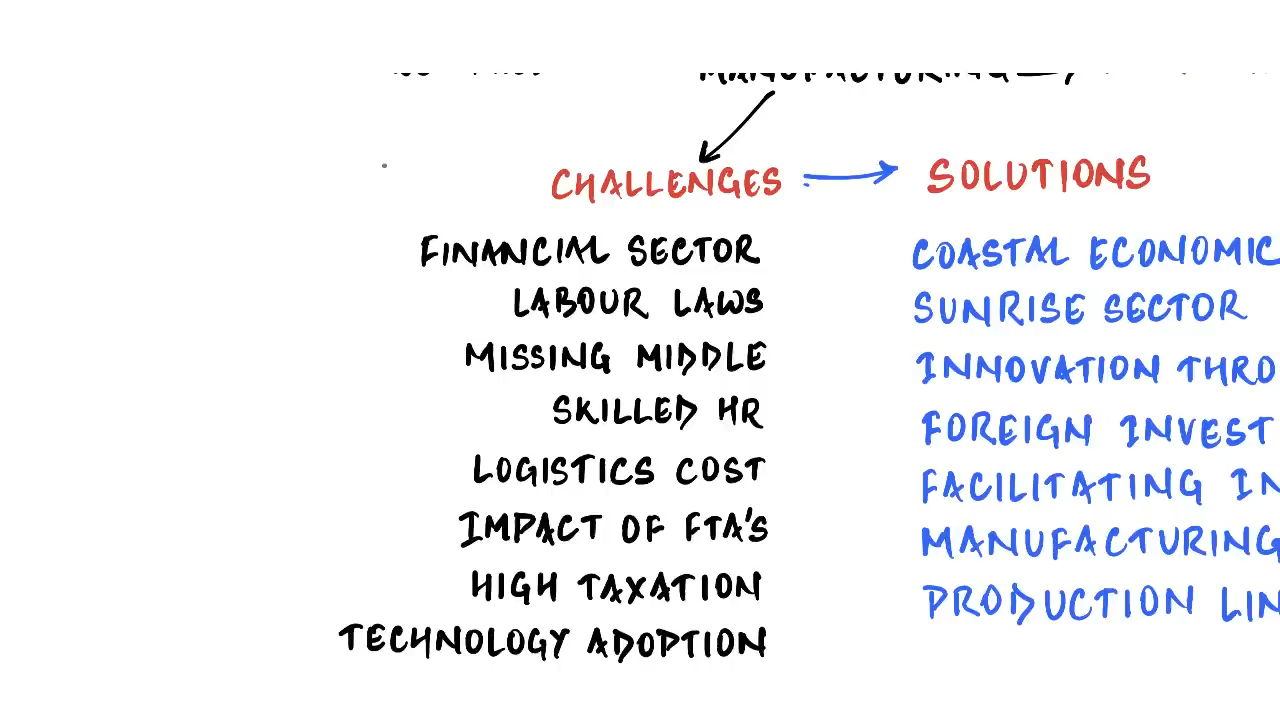 MANUFACTURING
CHALLENGES → SOLUTIONS
FINANCIAL SECTOR
LABOUR LAWS
MISSING MIDDLE
SKILLED HR
LOGISTICS COST
IMPACT OF FTA'S
HIGH TAXATION
TECHNOLOGY ADOPTION
COASTAL ECONOMIC
SUNRISE SECTOR
INNOVATION THRO
FOREIGN INVEST
FACILITATING IN
MANUFACTURING
PRODUCTION LIN